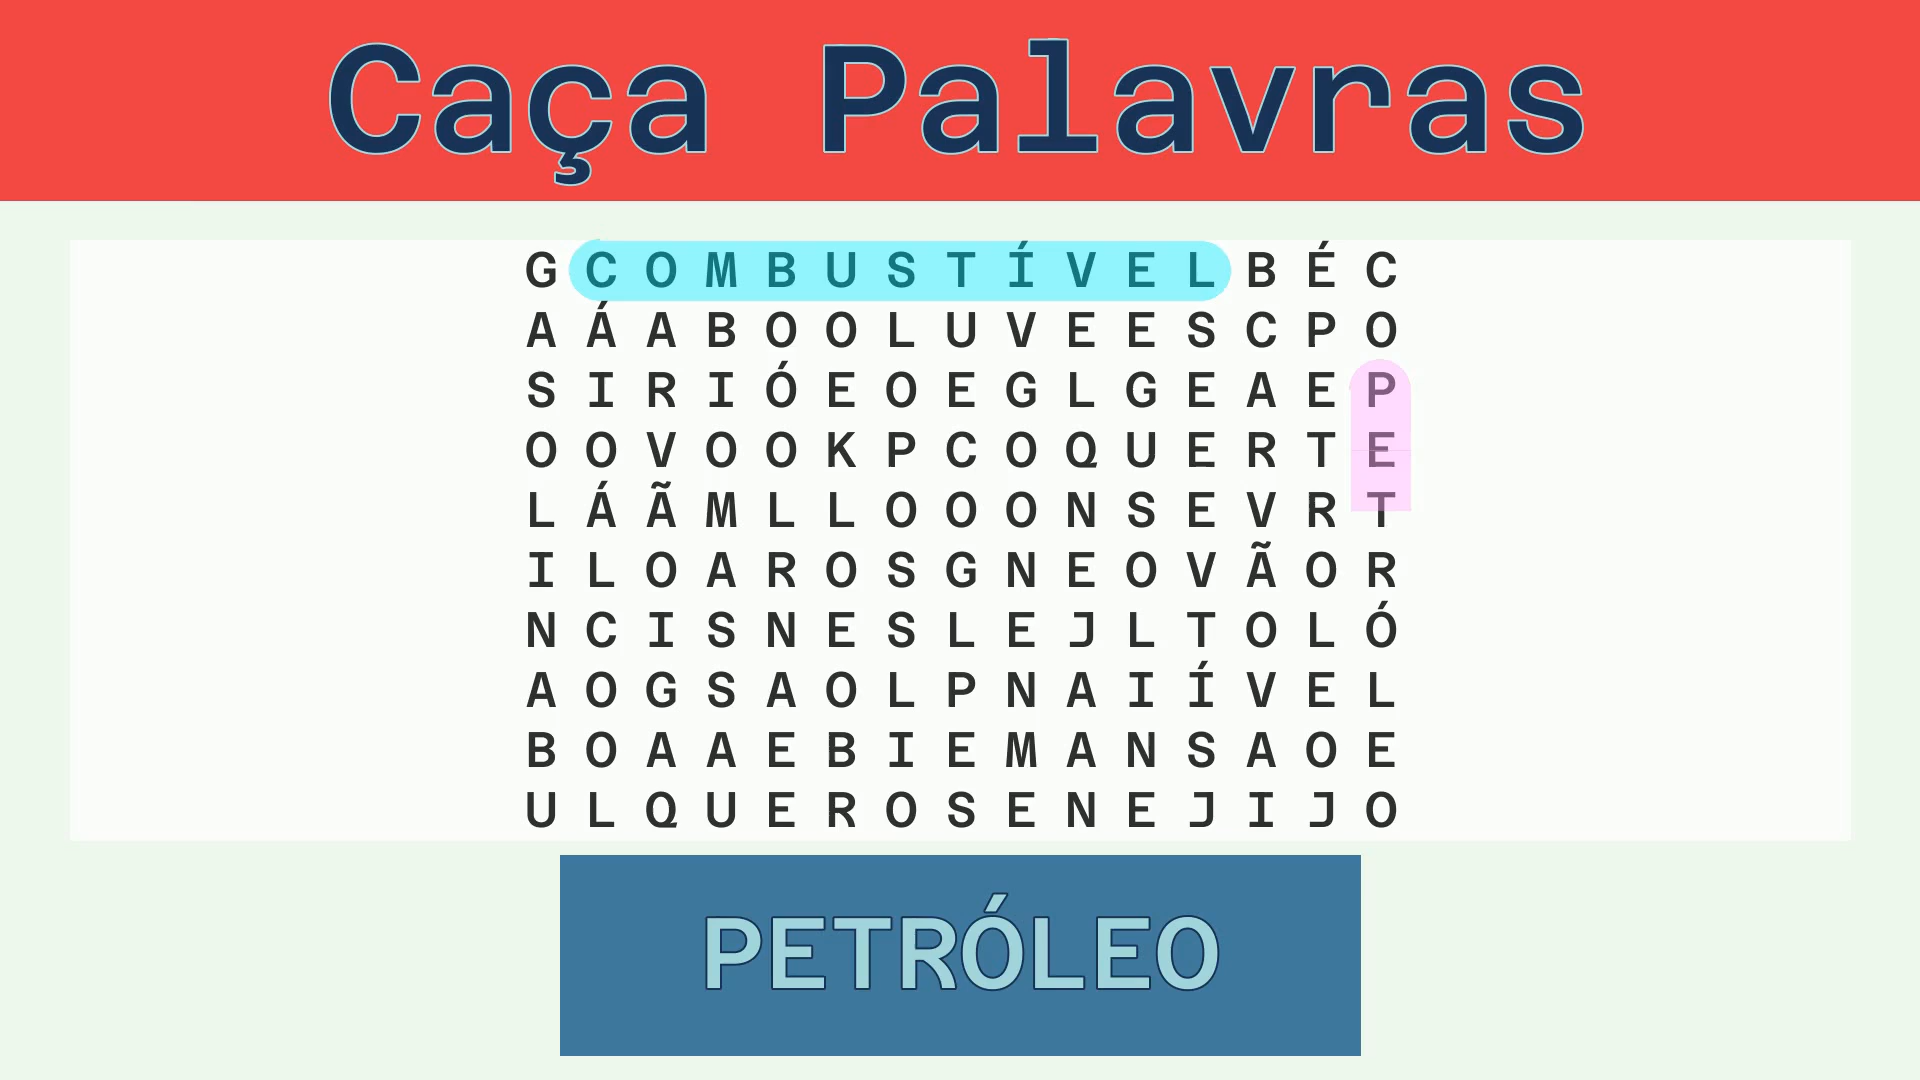 Caça Palavras
G C O M B U S T Í V E L B É C
A Á A B O O L U V E E S C P O
S I R I Ó E O E G L G E A E P
O O V O O K P C O Q U E R T E
L Á Ã M L L O O O N S E V R T
I L O A R O S G N E O V Ã O R
N C I S N E S L E J L T O L Ó
A O G S A O L P N A I Í V E L
B O A A E B I E M A N S A O E
U L Q U E R O S E N E J I J O
PETRÓLEO